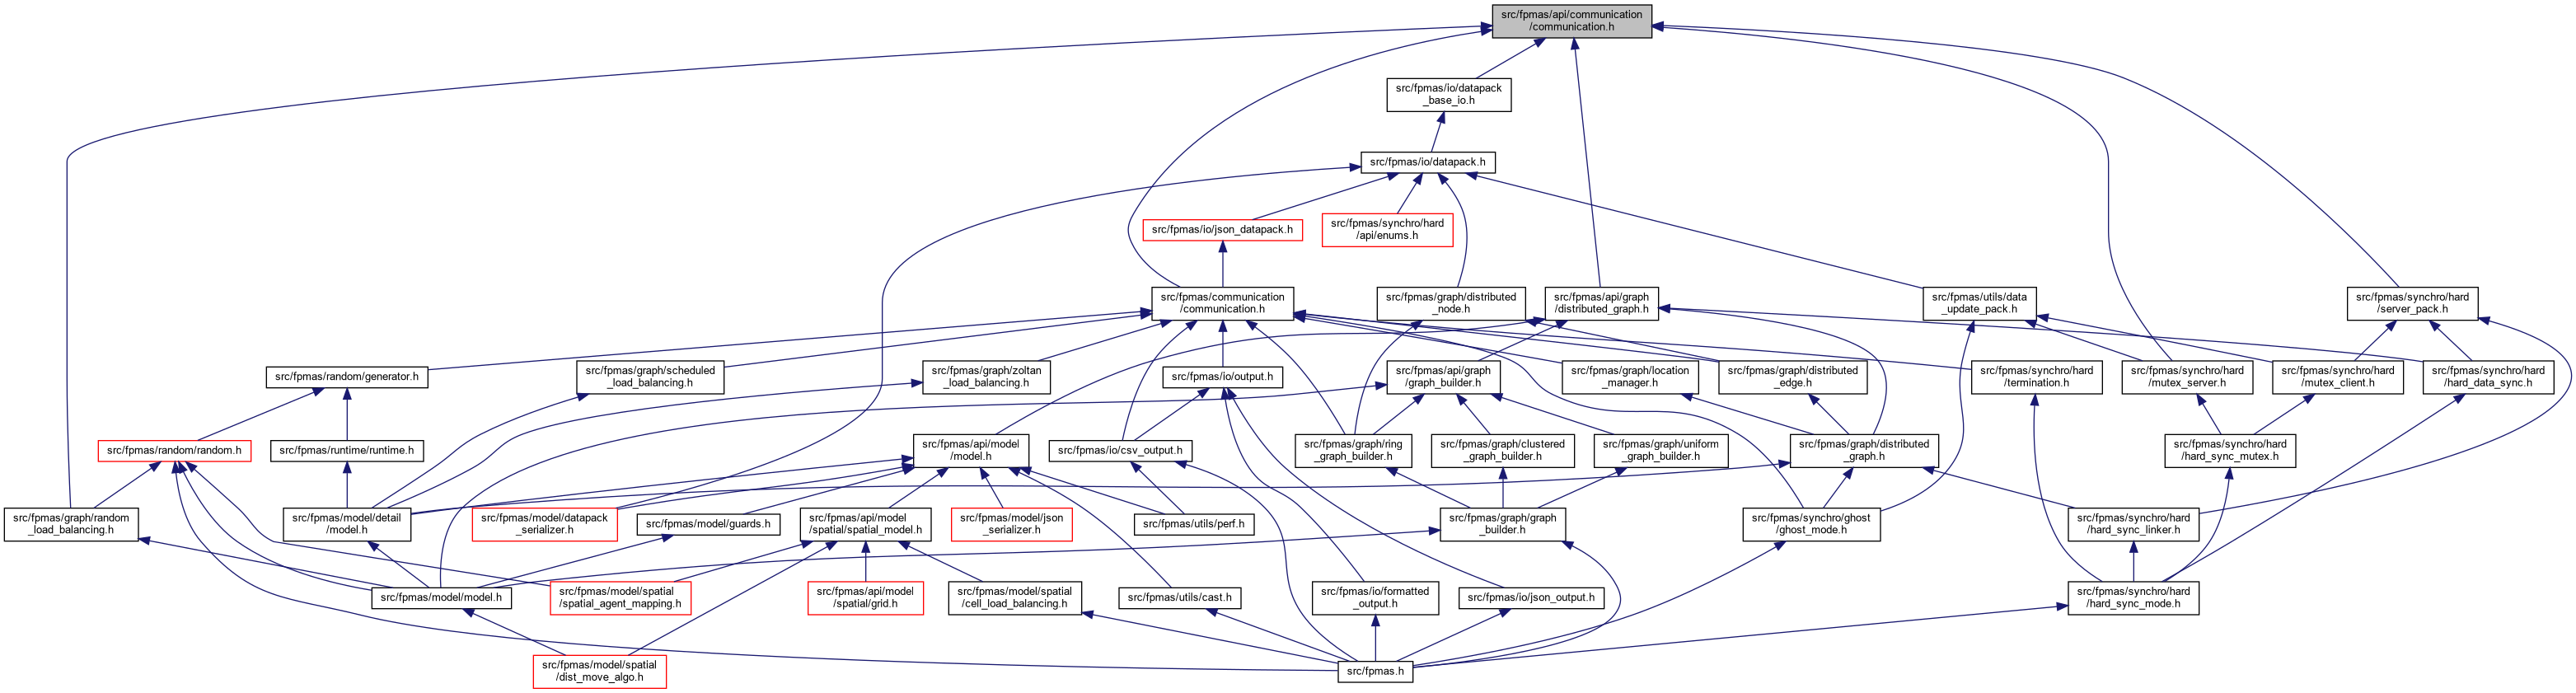 src/fpmas/api/communication
/communication.h
src/fpmas/io/datapack
_base_io.h
src/fpmas/io/datapack.h
src/fpmas/io/json_datapack.h
src/fpmas/synchro/hard
/api/enums.h
src/fpmas/communication
/communication.h
src/fpmas/graph/distributed
_node.h
src/fpmas/api/graph
/distributed_graph.h
src/fpmas/utils/data
_update_pack.h
src/fpmas/synchro/hard
/server_pack.h
src/fpmas/random/generator.h
src/fpmas/graph/scheduled
_load_balancing.h
src/fpmas/graph/zoltan
_load_balancing.h
src/fpmas/io/output.h
src/fpmas/api/graph
/graph_builder.h
src/fpmas/graph/location
_manager.h
src/fpmas/graph/distributed
_edge.h
src/fpmas/synchro/hard
/termination.h
src/fpmas/synchro/hard
/mutex_server.h
src/fpmas/synchro/hard
/mutex_client.h
src/fpmas/synchro/hard
/hard_data_sync.h
src/fpmas/random/random.h
src/fpmas/runtime/runtime.h
src/fpmas/api/model
/model.h
src/fpmas/io/csv_output.h
src/fpmas/graph/ring
_graph_builder.h
src/fpmas/graph/clustered
_graph_builder.h
src/fpmas/graph/uniform
_graph_builder.h
src/fpmas/graph/distributed
_graph.h
src/fpmas/synchro/hard
/hard_sync_mutex.h
src/fpmas/graph/random
_load_balancing.h
src/fpmas/model/detail
/model.h
src/fpmas/model/datapack
_serializer.h
src/fpmas/model/guards.h
src/fpmas/api/model
/spatial/spatial_model.h
src/fpmas/model/json
_serializer.h
src/fpmas/utils/perf.h
src/fpmas/graph/graph
_builder.h
src/fpmas/synchro/ghost
/ghost_mode.h
src/fpmas/synchro/hard
/hard_sync_linker.h
src/fpmas/model/model.h
src/fpmas/model/spatial
/spatial_agent_mapping.h
src/fpmas/api/model
/spatial/grid.h
src/fpmas/model/spatial
/cell_load_balancing.h
src/fpmas/utils/cast.h
src/fpmas/io/formatted
_output.h
src/fpmas/io/json_output.h
src/fpmas/synchro/hard
/hard_sync_mode.h
src/fpmas/model/spatial
/dist_move_algo.h
src/fpmas.h